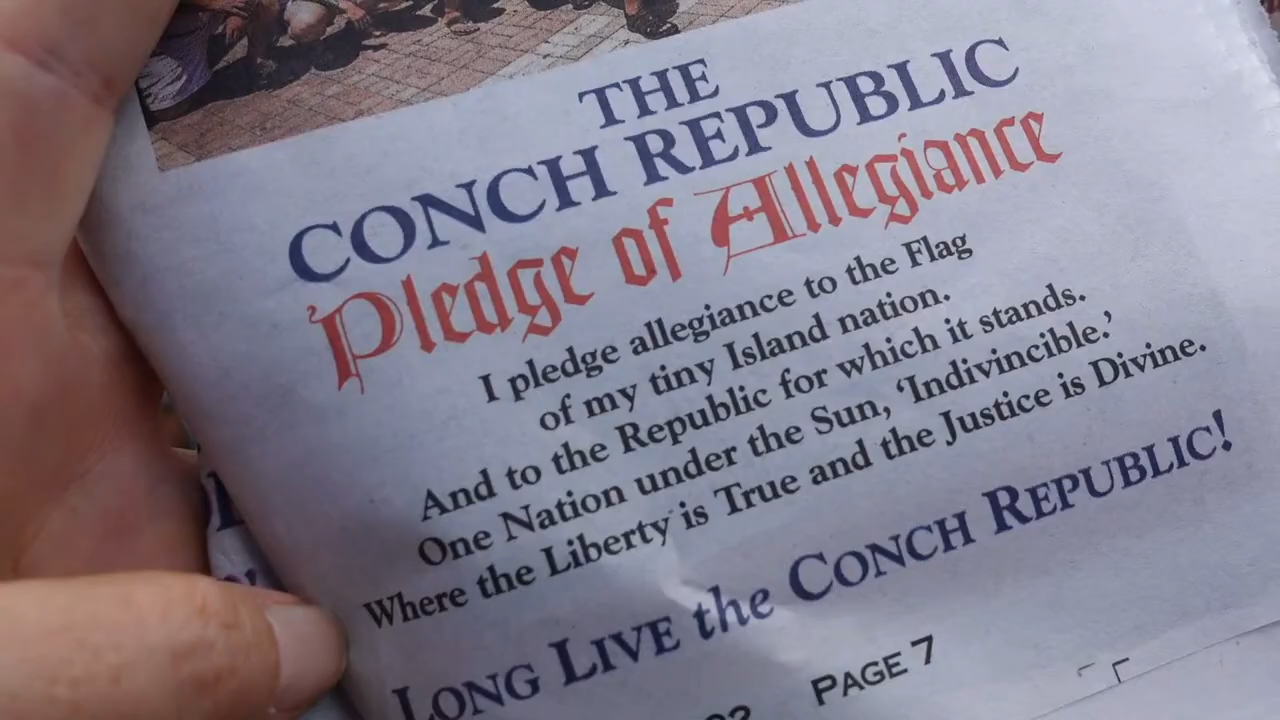 THE
CONCH REPUBLIC
Pledge of Allegiance
I pledge allegiance to the Flag
of my tiny Island nation.
And to the Republic for which it stands.
One Nation under the Sun, ‘Indivincible.’
Where the Liberty is True and the Justice is Divine.
LONG LIVE the CONCH REPUBLIC!
PAGE 7